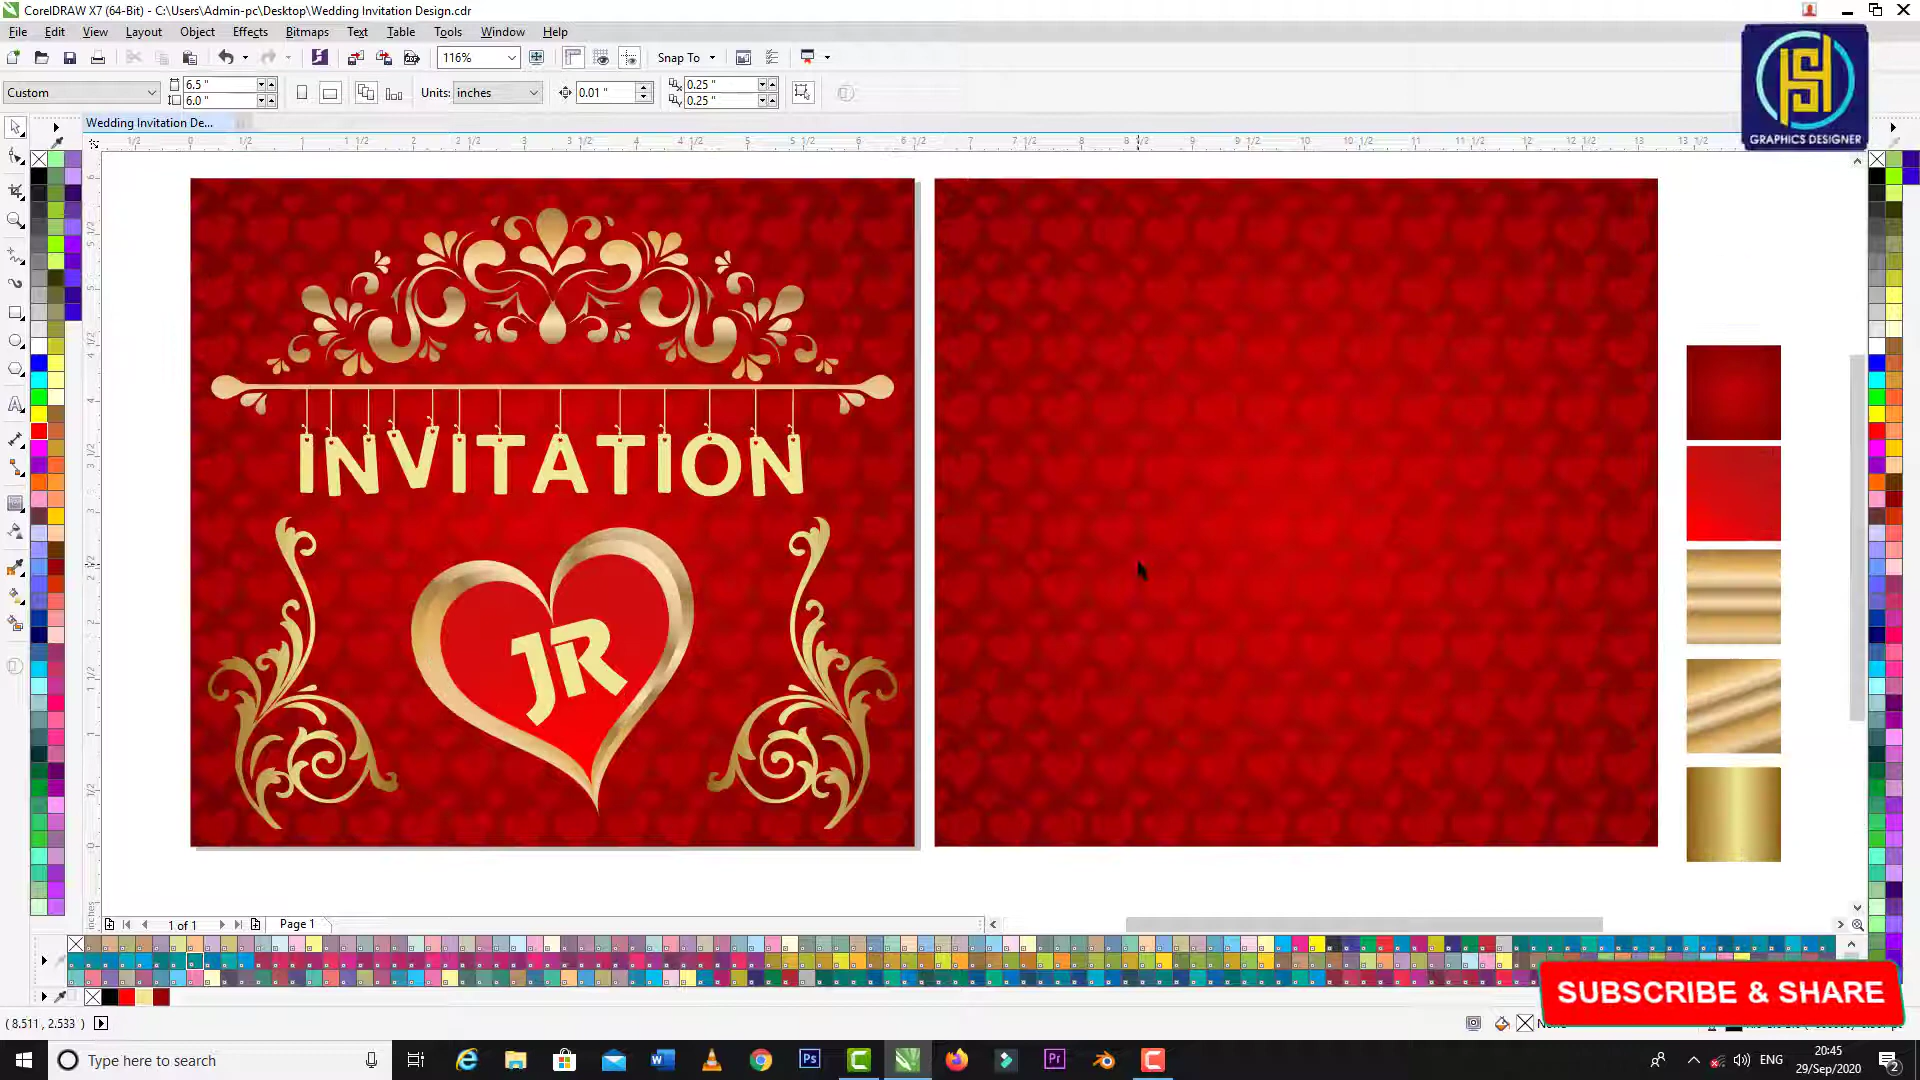 CorelDRAW X7 (64-Bit) - C:\Users\Admin-pc\Desktop\Wedding Invitation Design.cdr
File Edit View Layout Object Effects Bitmaps Text Table Tools Window Help
116% Snap To
Custom 6.5 " 6.0 " Units: inches 0.01 " 0.25 " 0.25 "
GRAPHICS DESIGNER
Wedding Invitation De...
INVITATION
JR
1 of 1 Page 1
SUBSCRIBE & SHARE
( 8.511, 2.533 )
Type here to search
Ps
Pr
ENG
20:45
29/Sep/2020
2